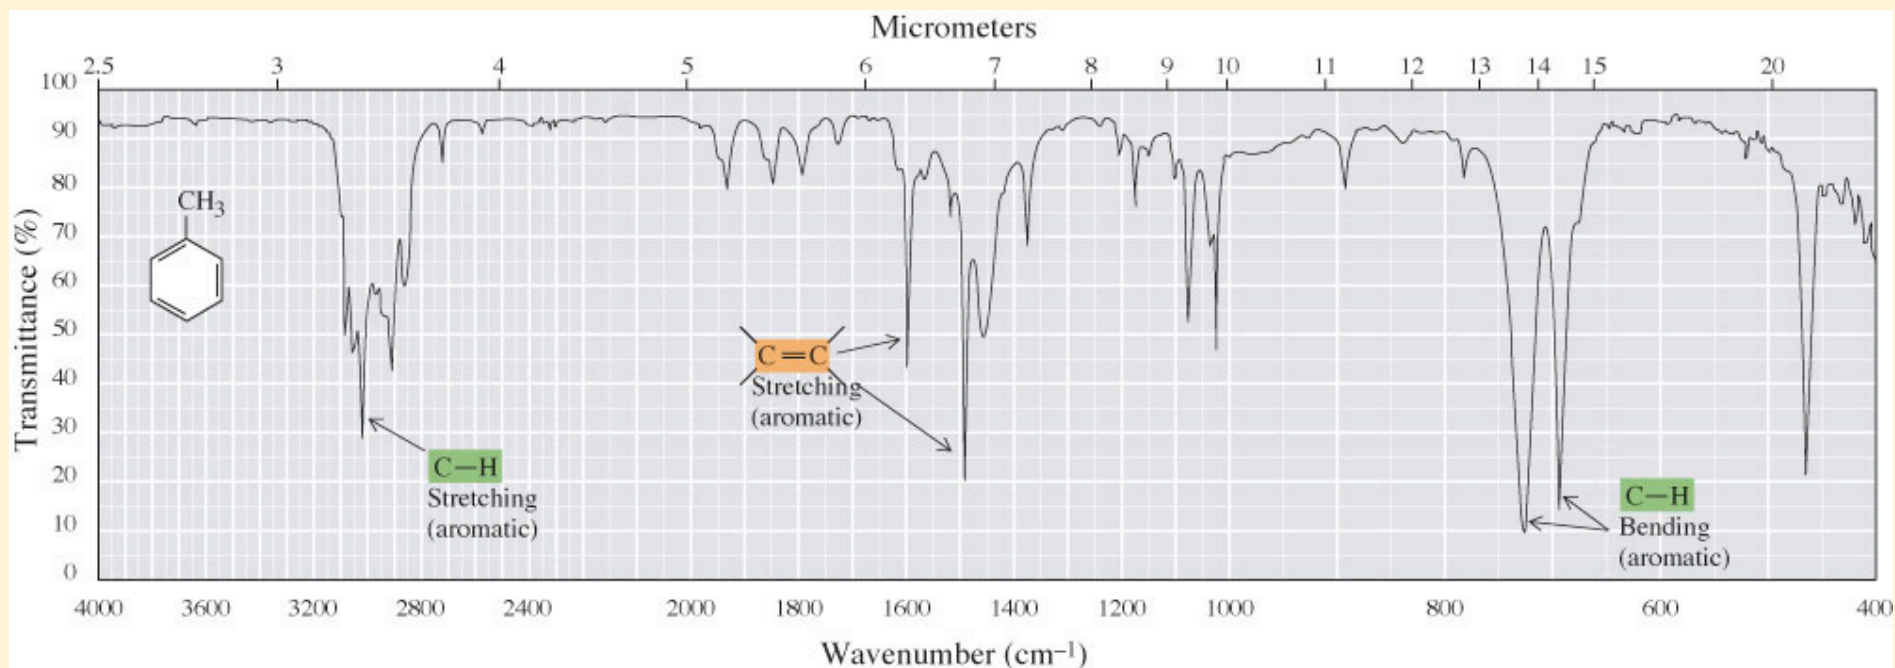 Micrometers
2.5 3 4 5 6 7 8 9 10 11 12 13 14 15 20
100
90
80
70
60
50
40
30
20
10
0
Transmittance (%)
CH3
C=C
Stretching
(aromatic)
C—H
Stretching
(aromatic)
C—H
Bending
(aromatic)
4000 3600 3200 2800 2400 2000 1800 1600 1400 1200 1000 800 600 400
Wavenumber (cm⁻¹)